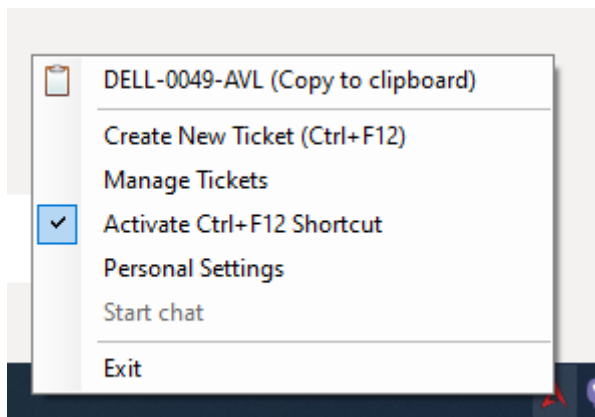 DELL-0049-AVL (Copy to clipboard)
Create New Ticket (Ctrl+F12)
Manage Tickets
Activate Ctrl+F12 Shortcut
Personal Settings
Start chat
Exit